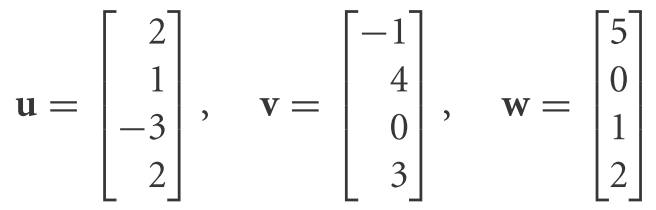 u = [2 1 −3 2], v = [−1 4 0 3], w = [5 0 1 2]